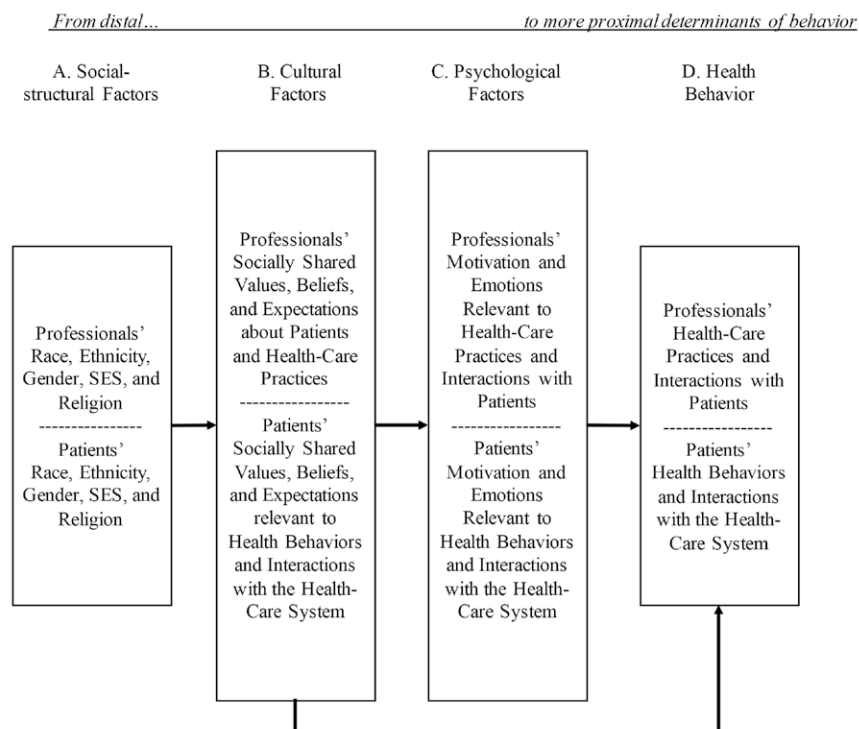 From distal… to more proximal determinants of behavior
A. Social-
structural Factors
B. Cultural
Factors
C. Psychological
Factors
D. Health
Behavior
Professionals’
Race, Ethnicity,
Gender, SES, and
Religion
Patients’
Race, Ethnicity,
Gender, SES, and
Religion
Professionals’
Socially Shared
Values, Beliefs,
and Expectations
about Patients
and Health-Care
Practices
Patients’
Socially Shared
Values, Beliefs,
and Expectations
relevant to
Health Behaviors
and Interactions
with the Health-
Care System
Professionals’
Motivation and
Emotions
Relevant to
Health-Care
Practices and
Interactions with
Patients
Patients’
Motivation and
Emotions
Relevant to
Health Behaviors
and Interactions
with the Health-
Care System
Professionals’
Health-Care
Practices and
Interactions with
Patients
Patients’
Health Behaviors
and Interactions
with the Health-
Care System